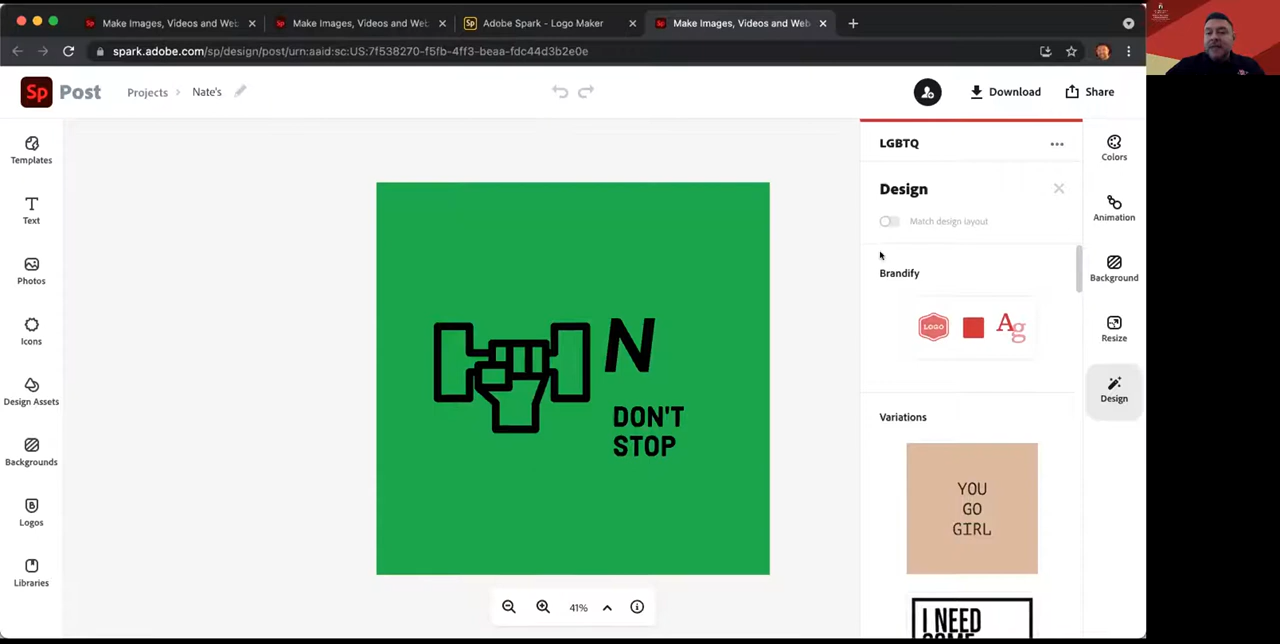 Make Images, Videos and Web
Make Images, Videos and Web
Sp Adobe Spark - Logo Maker
Make Images, Videos and Web
spark.adobe.com/sp/design/post/urn:aaid:sc:US:7f538270-f5fb-4ff3-beaa-fdc44d3b2e0e
Sp Post
Projects > Nate's
Download
Share
Templates
Text
Photos
Icons
Design Assets
Backgrounds
Logos
Libraries
N
DON'T
STOP
41%
LGBTQ
Design
Match design layout
Brandify
LOGO
Ag
Variations
YOU
GO
GIRL
I NEED
Colors
Animation
Background
Resize
Design